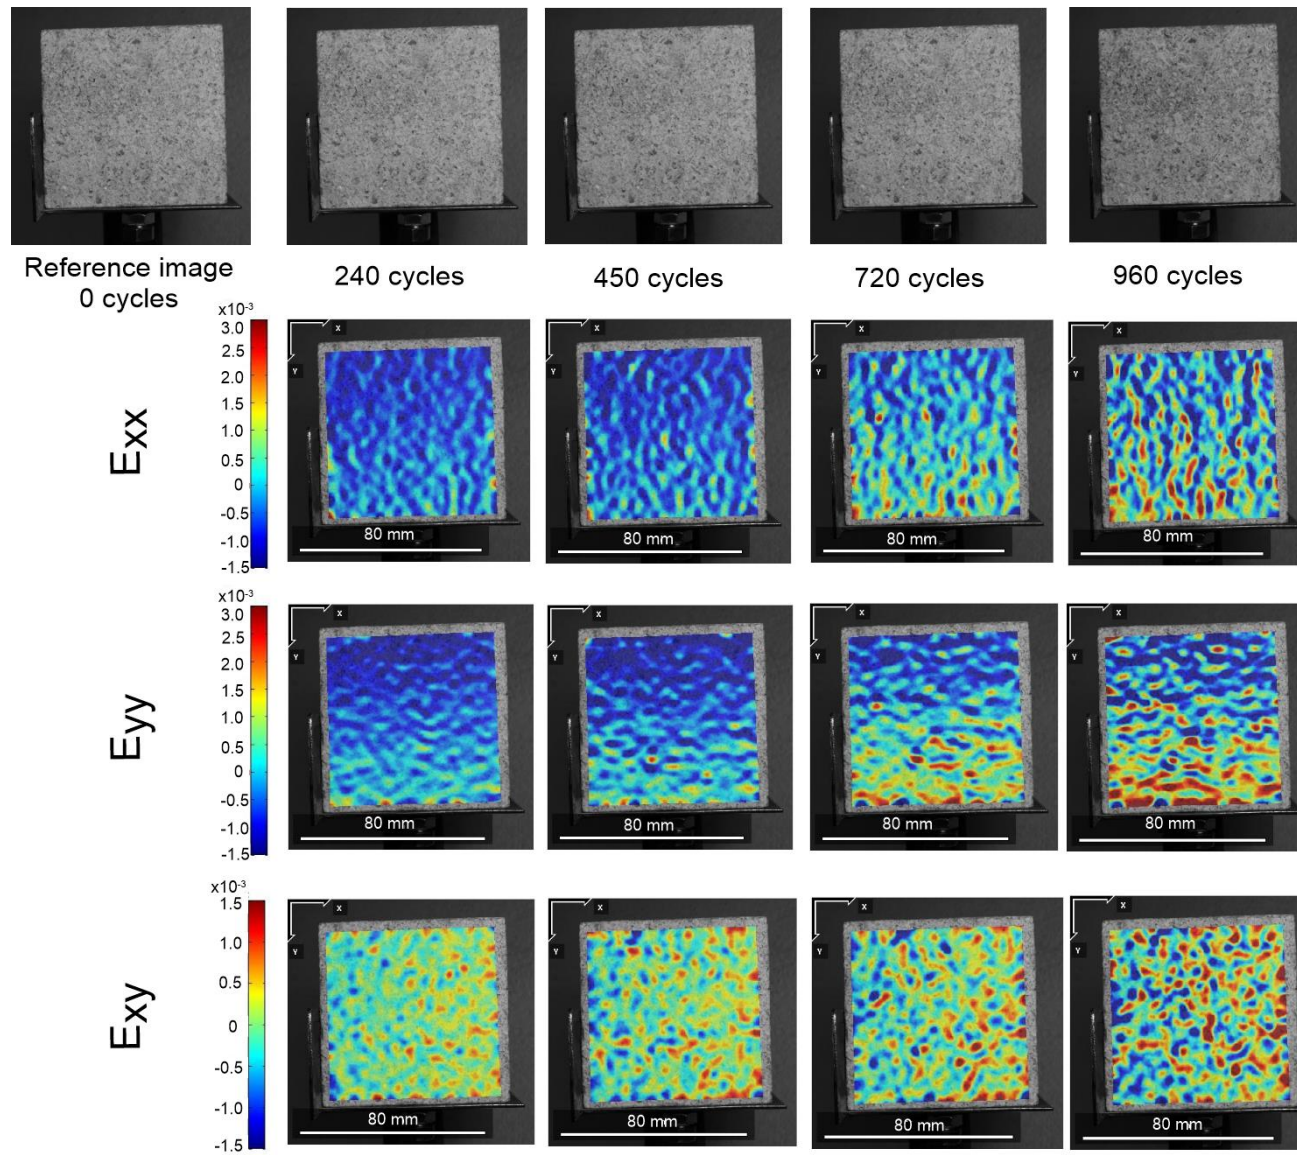 Reference image
0 cycles
240 cycles
450 cycles
720 cycles
960 cycles
Exx
x10-3
3.0
2.5
2.0
1.5
1.0
0.5
0
-0.5
-1.0
-1.5
X
Y
80 mm
X
Y
80 mm
X
Y
80 mm
X
Y
80 mm
Eyy
x10-3
3.0
2.5
2.0
1.5
1.0
0.5
0
-0.5
-1.0
-1.5
X
Y
80 mm
X
Y
80 mm
X
Y
80 mm
X
Y
80 mm
Exy
x10-3
1.5
1.0
0.5
0
-0.5
-1.0
-1.5
X
Y
80 mm
X
Y
80 mm
X
Y
80 mm
X
Y
80 mm